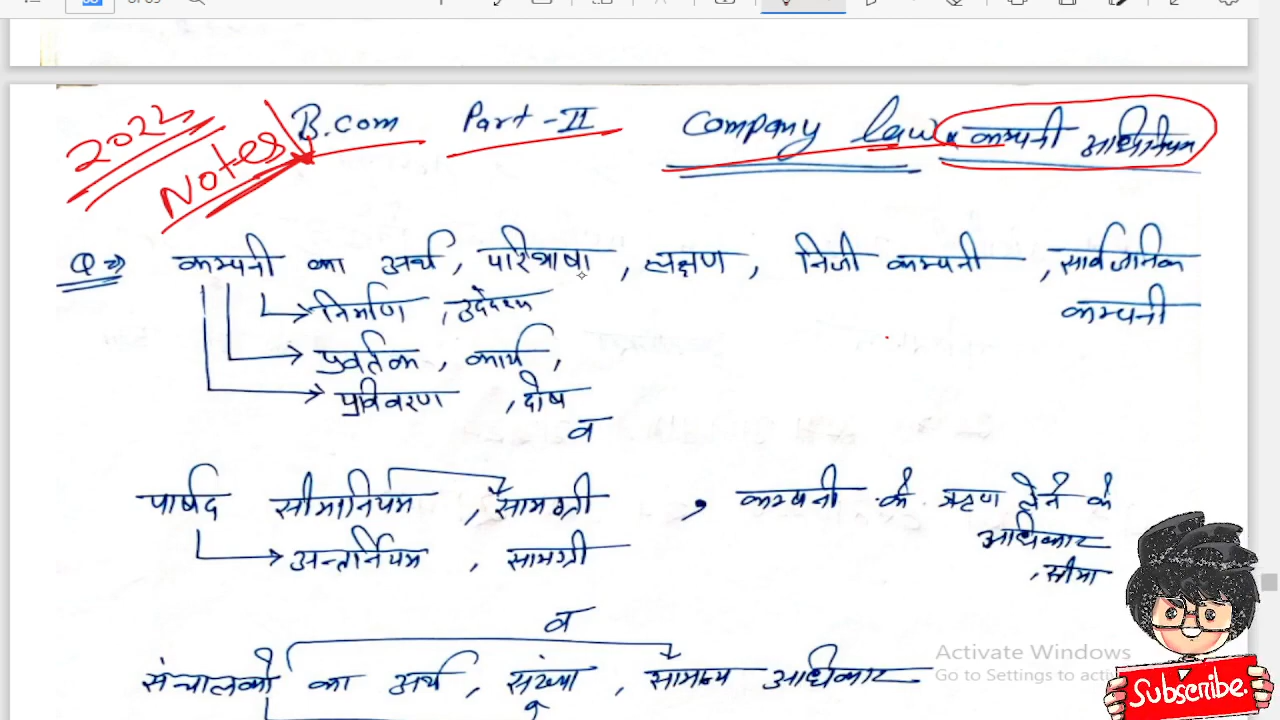 2022 Notes B.Com Part-II Company law कम्पनी अधिनियम
Q⇒ कम्पनी का अर्थ, परिभाषा, लक्षण, निजी कम्पनी, सार्वजनिक
कम्पनी
निर्माण, उद्देश्य
प्रवर्तक, कार्य,
प्रविवरण, दोष
व
पार्षद सीमानियम, सामग्री, कम्पनी के ऋण लेने के
अधिकार
, सीमा
अन्तर्नियम, सामग्री
व
संचालकों का अर्थ, संख्या, सामान्य अधिकार
Activate Windows
Go to Settings to acti
Subscribe.